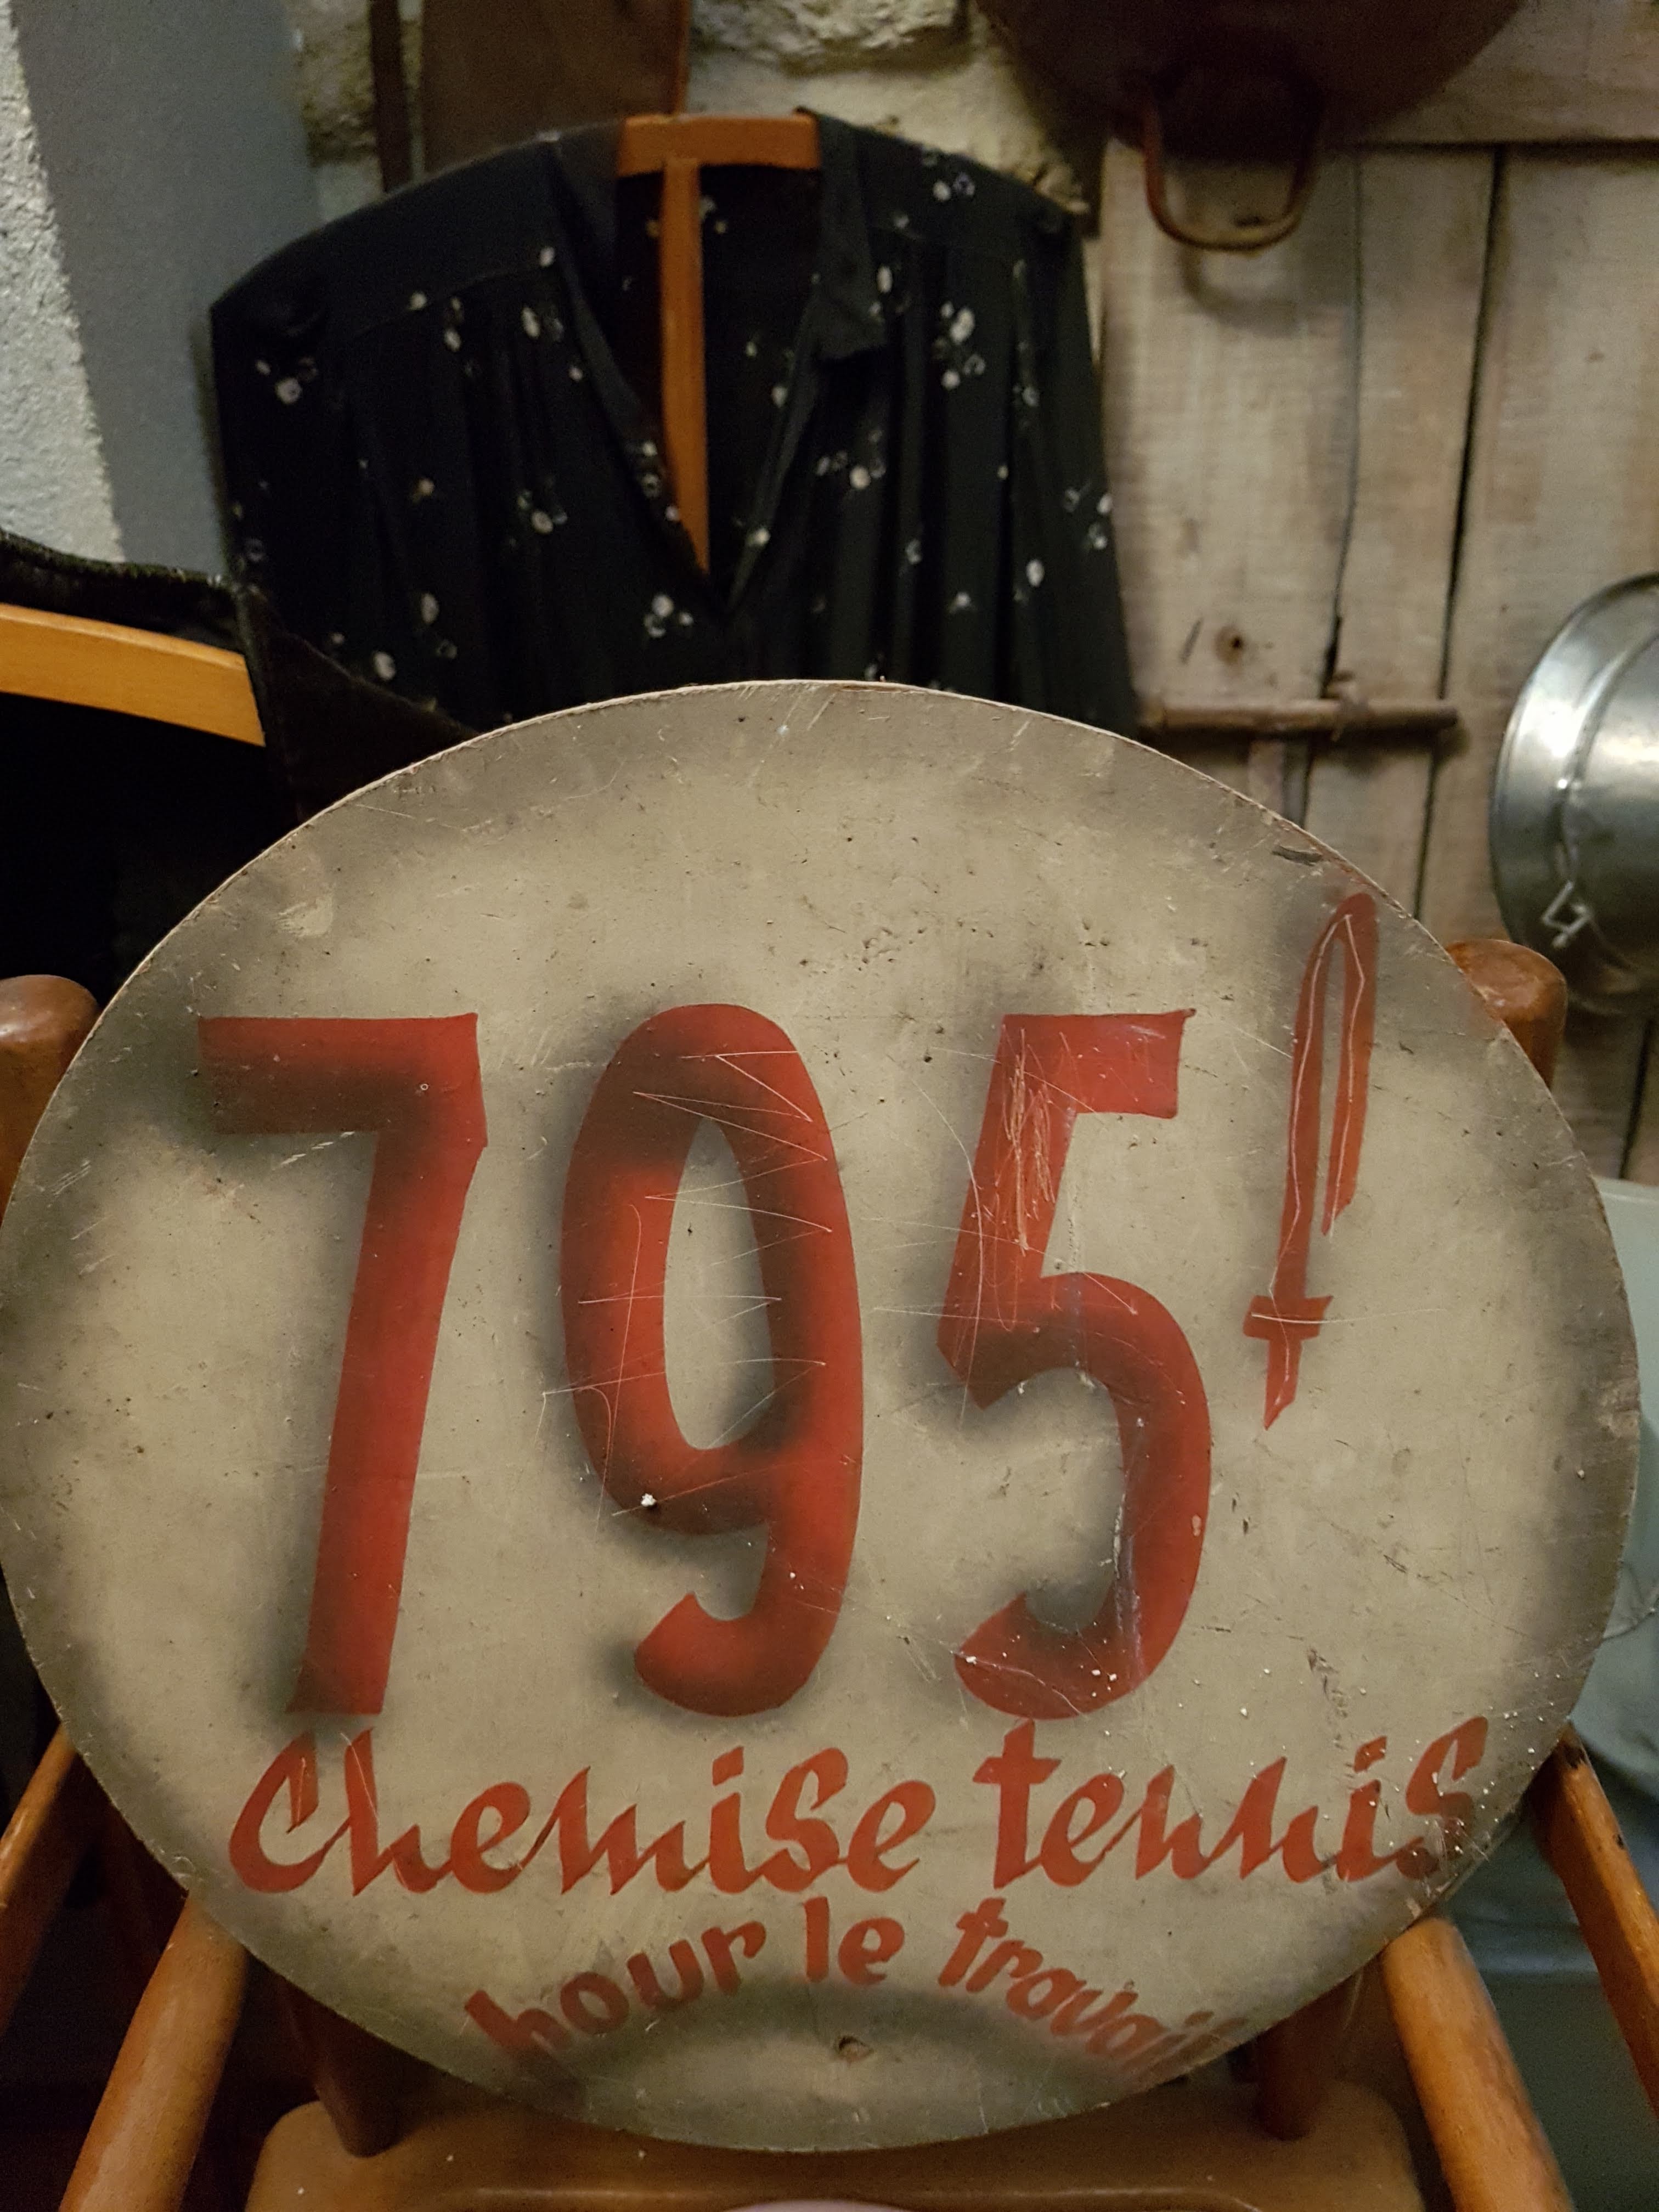 795f
Chemise tennis
pour le travail